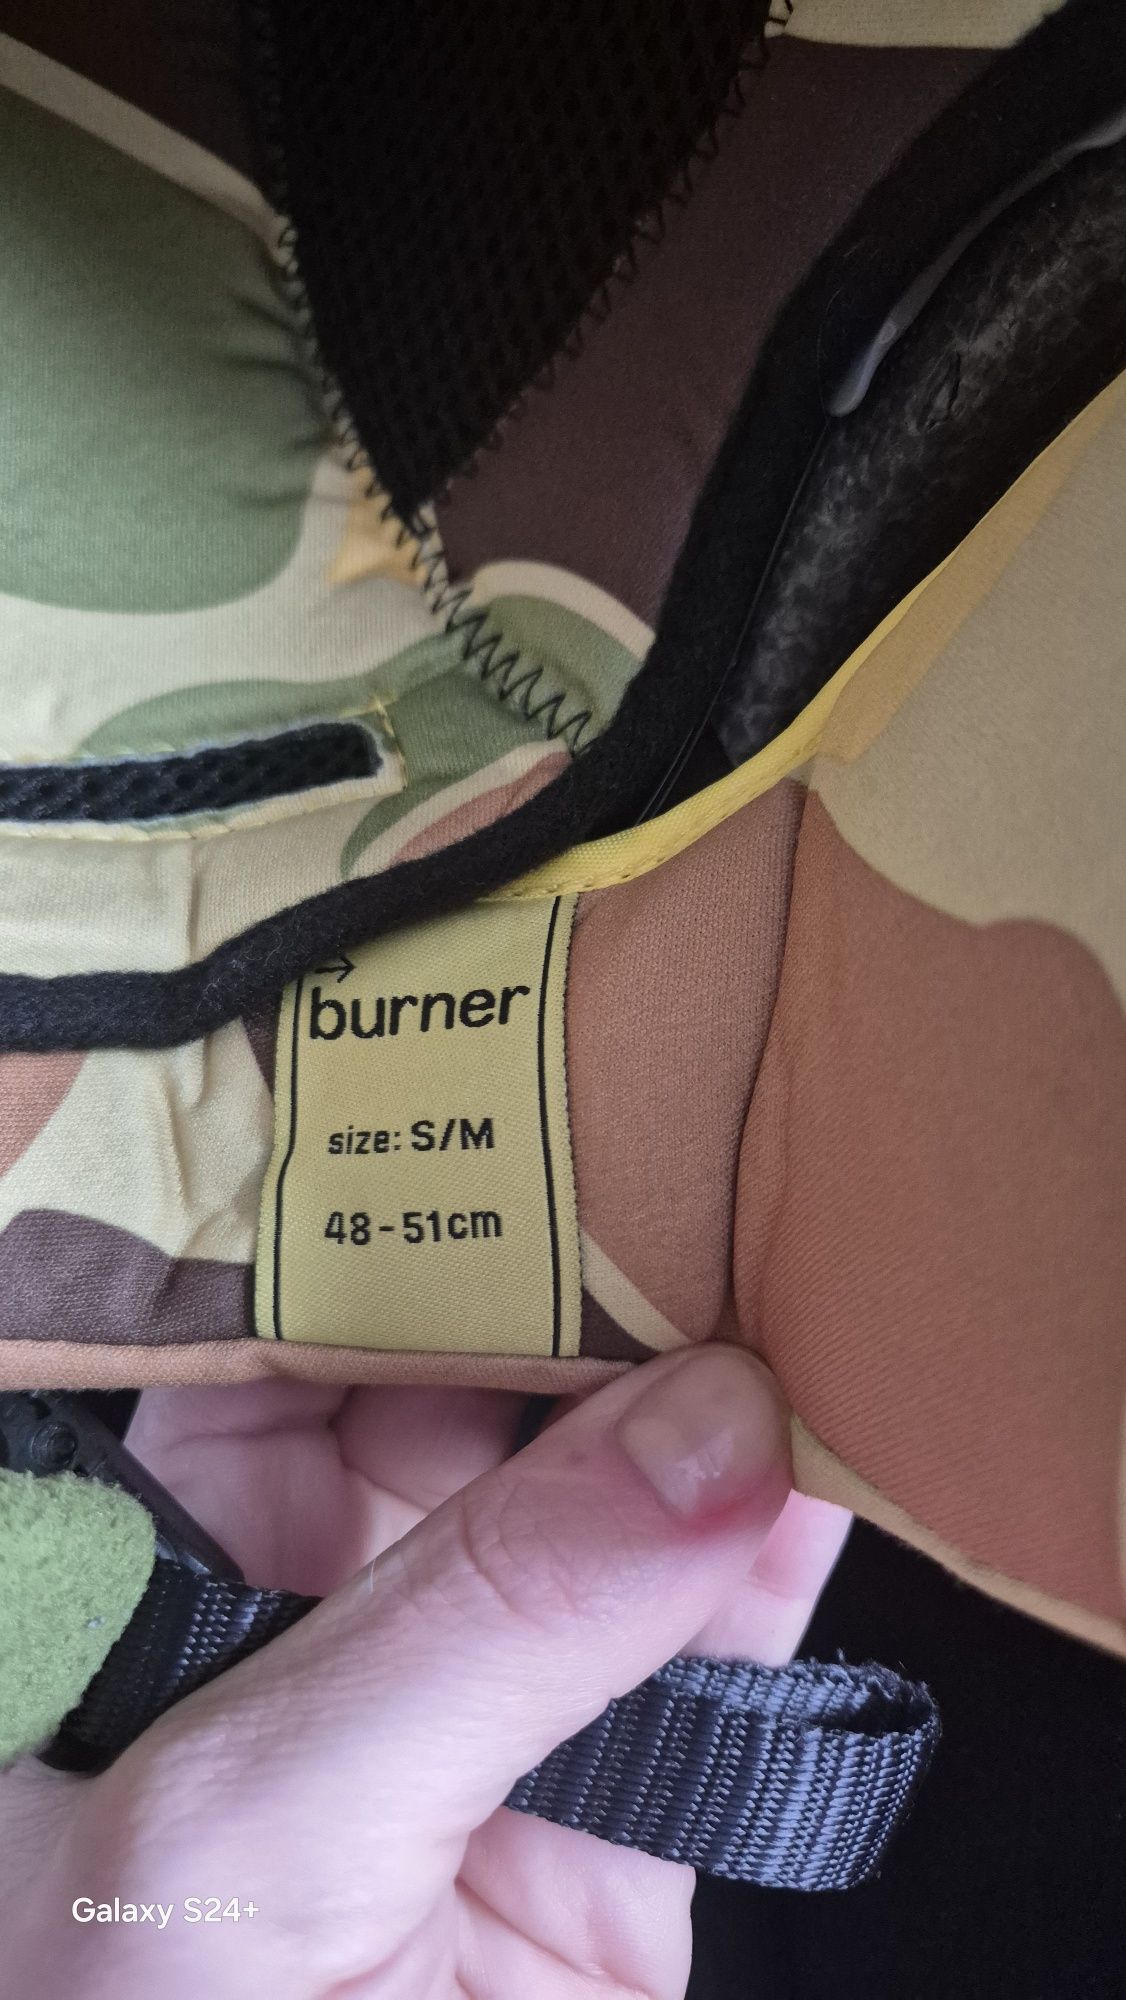 burner
size: S/M
48-51cm
Galaxy S24+